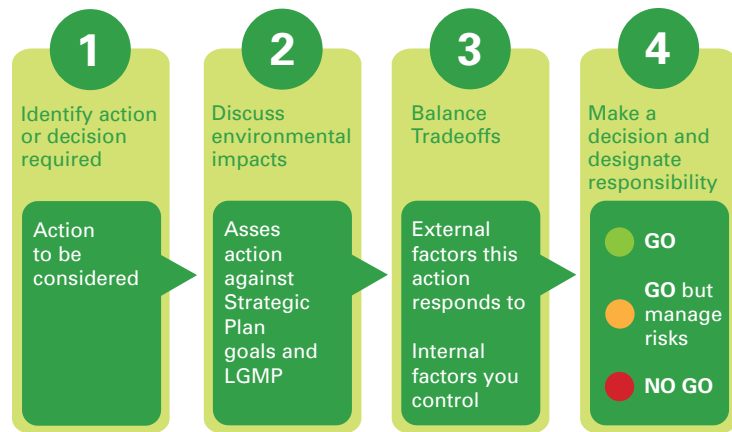 1
Identify action
or decision
required
Action
to be
considered
2
Discuss
environmental
impacts
Asses
action
against
Strategic
Plan
goals and
LGMP
3
Balance
Tradeoffs
External
factors this
action
responds to
Internal
factors you
control
4
Make a
decision and
designate
responsibility
GO
GO but
manage
risks
NO GO